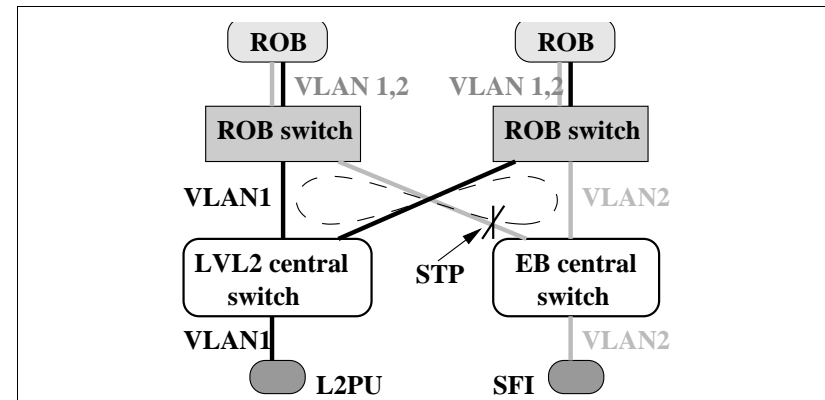 ROB
ROB
VLAN 1,2
VLAN 1,2
ROB switch
ROB switch
VLAN1
VLAN2
STP
LVL2 central
switch
EB central
switch
VLAN1
VLAN2
L2PU
SFI